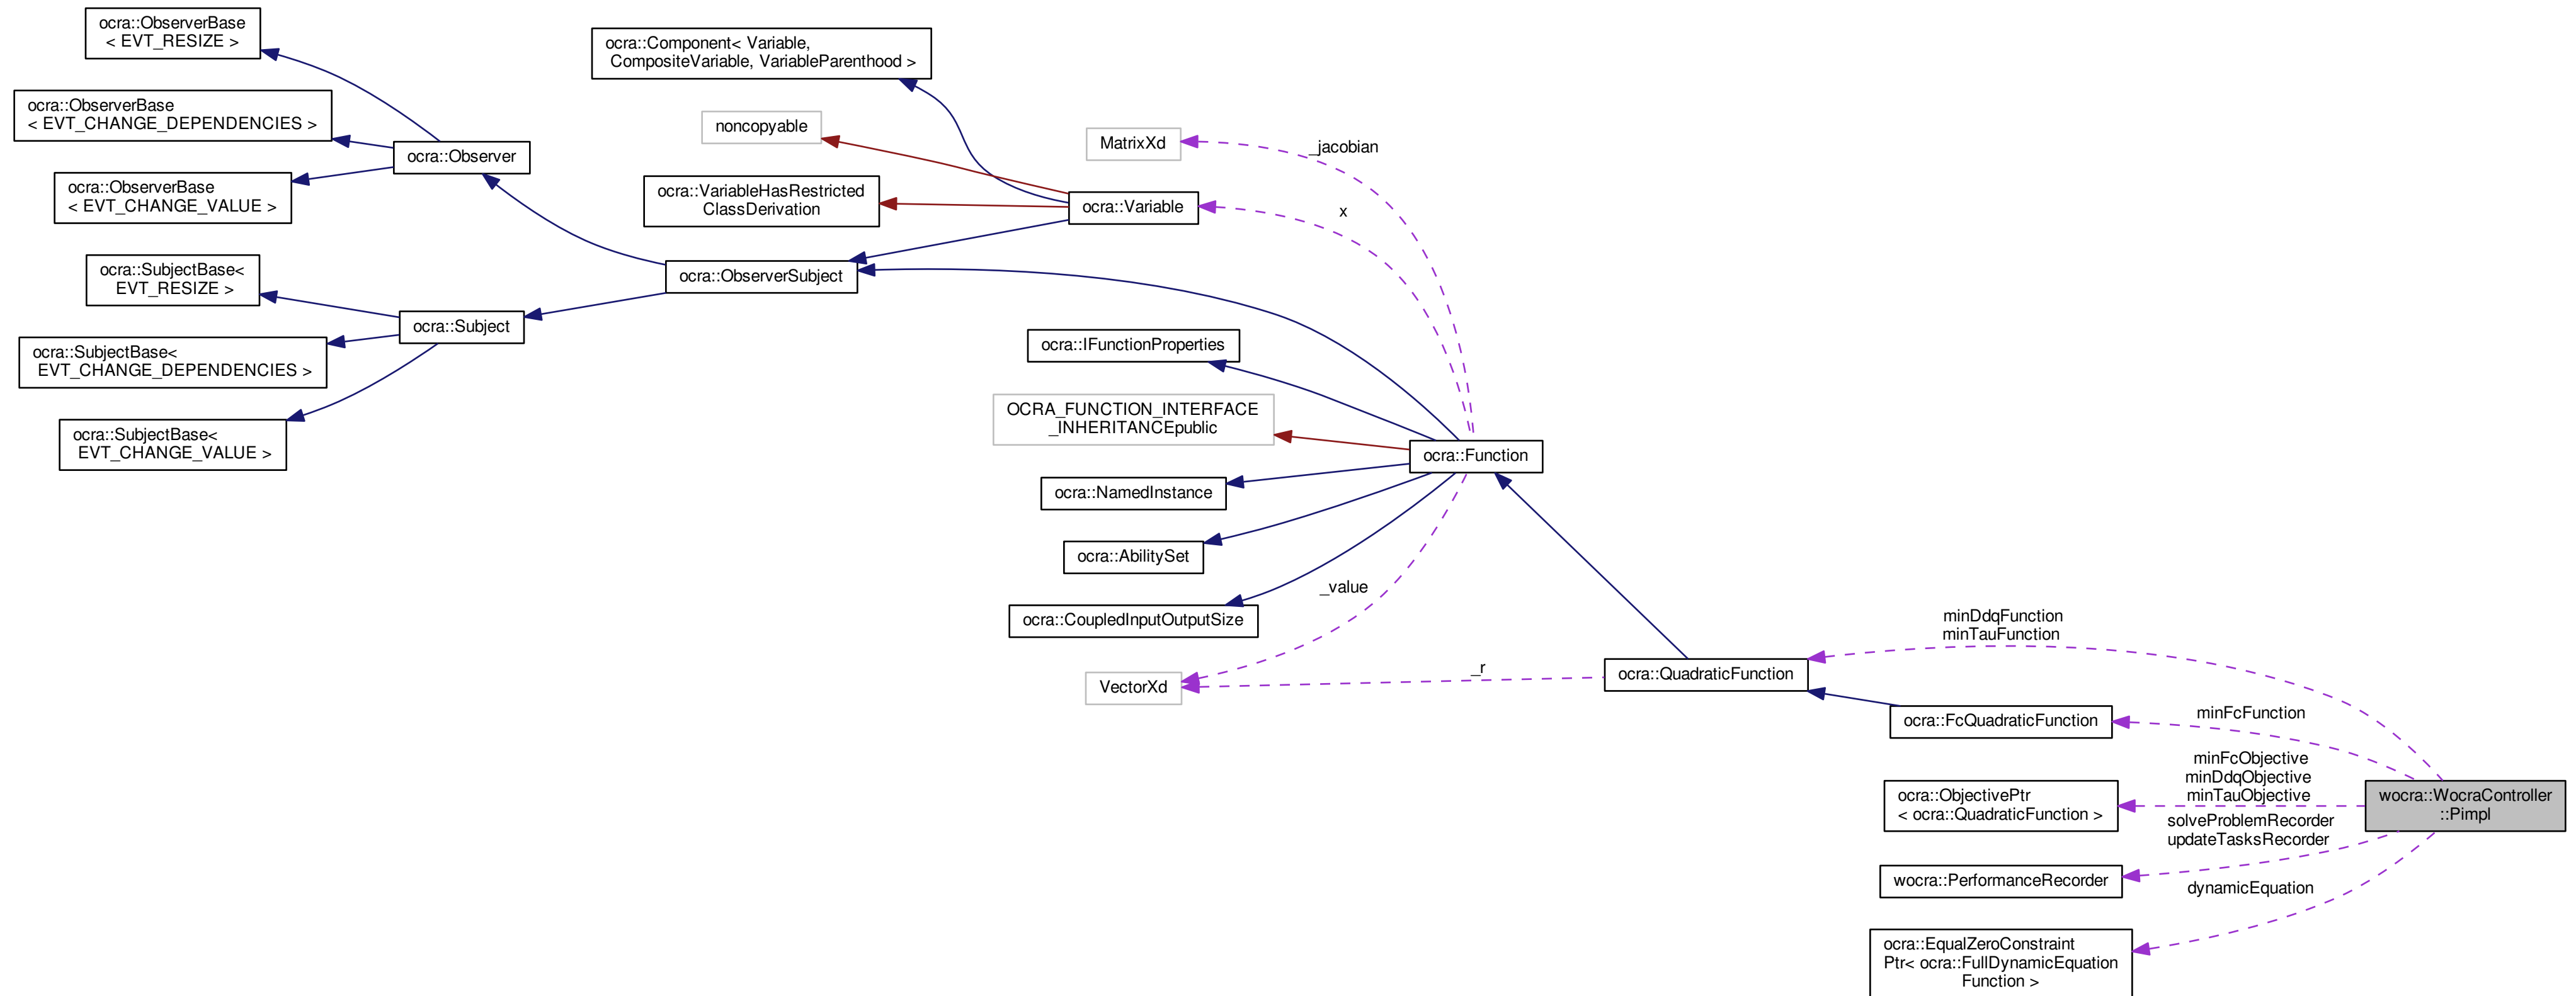 ocra::ObserverBase
< EVT_RESIZE >
ocra::ObserverBase
< EVT_CHANGE_DEPENDENCIES >
ocra::ObserverBase
< EVT_CHANGE_VALUE >
ocra::SubjectBase<
EVT_RESIZE >
ocra::SubjectBase<
EVT_CHANGE_DEPENDENCIES >
ocra::SubjectBase<
EVT_CHANGE_VALUE >
ocra::Observer
ocra::Subject
ocra::Component< Variable,
CompositeVariable, VariableParenthood >
noncopyable
ocra::VariableHasRestricted
ClassDerivation
ocra::ObserverSubject
MatrixXd
ocra::Variable
ocra::IFunctionProperties
OCRA_FUNCTION_INTERFACE
_INHERITANCEpublic
ocra::NamedInstance
ocra::AbilitySet
ocra::CoupledInputOutputSize
VectorXd
_jacobian
x
_value
_r
ocra::Function
ocra::QuadraticFunction
minDdqFunction
minTauFunction
ocra::FcQuadraticFunction
minFcFunction
ocra::ObjectivePtr
< ocra::QuadraticFunction >
minFcObjective
minDdqObjective
minTauObjective
solveProblemRecorder
updateTasksRecorder
wocra::PerformanceRecorder
dynamicEquation
ocra::EqualZeroConstraint
Ptr< ocra::FullDynamicEquation
Function >
wocra::WocraController
::Pimpl